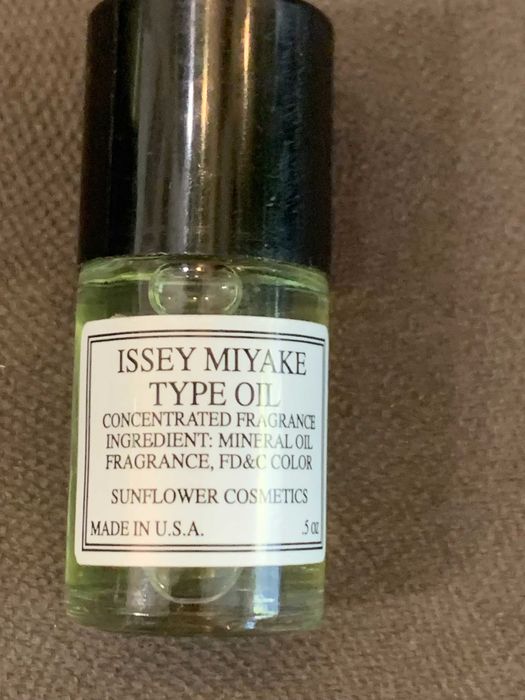 ISSEY MIYAKE
TYPE OIL
CONCENTRATED FRAGRANCE
INGREDIENT: MINERAL OIL
FRAGRANCE, FD&C COLOR
SUNFLOWER COSMETICS
MADE IN U.S.A. .5 oz